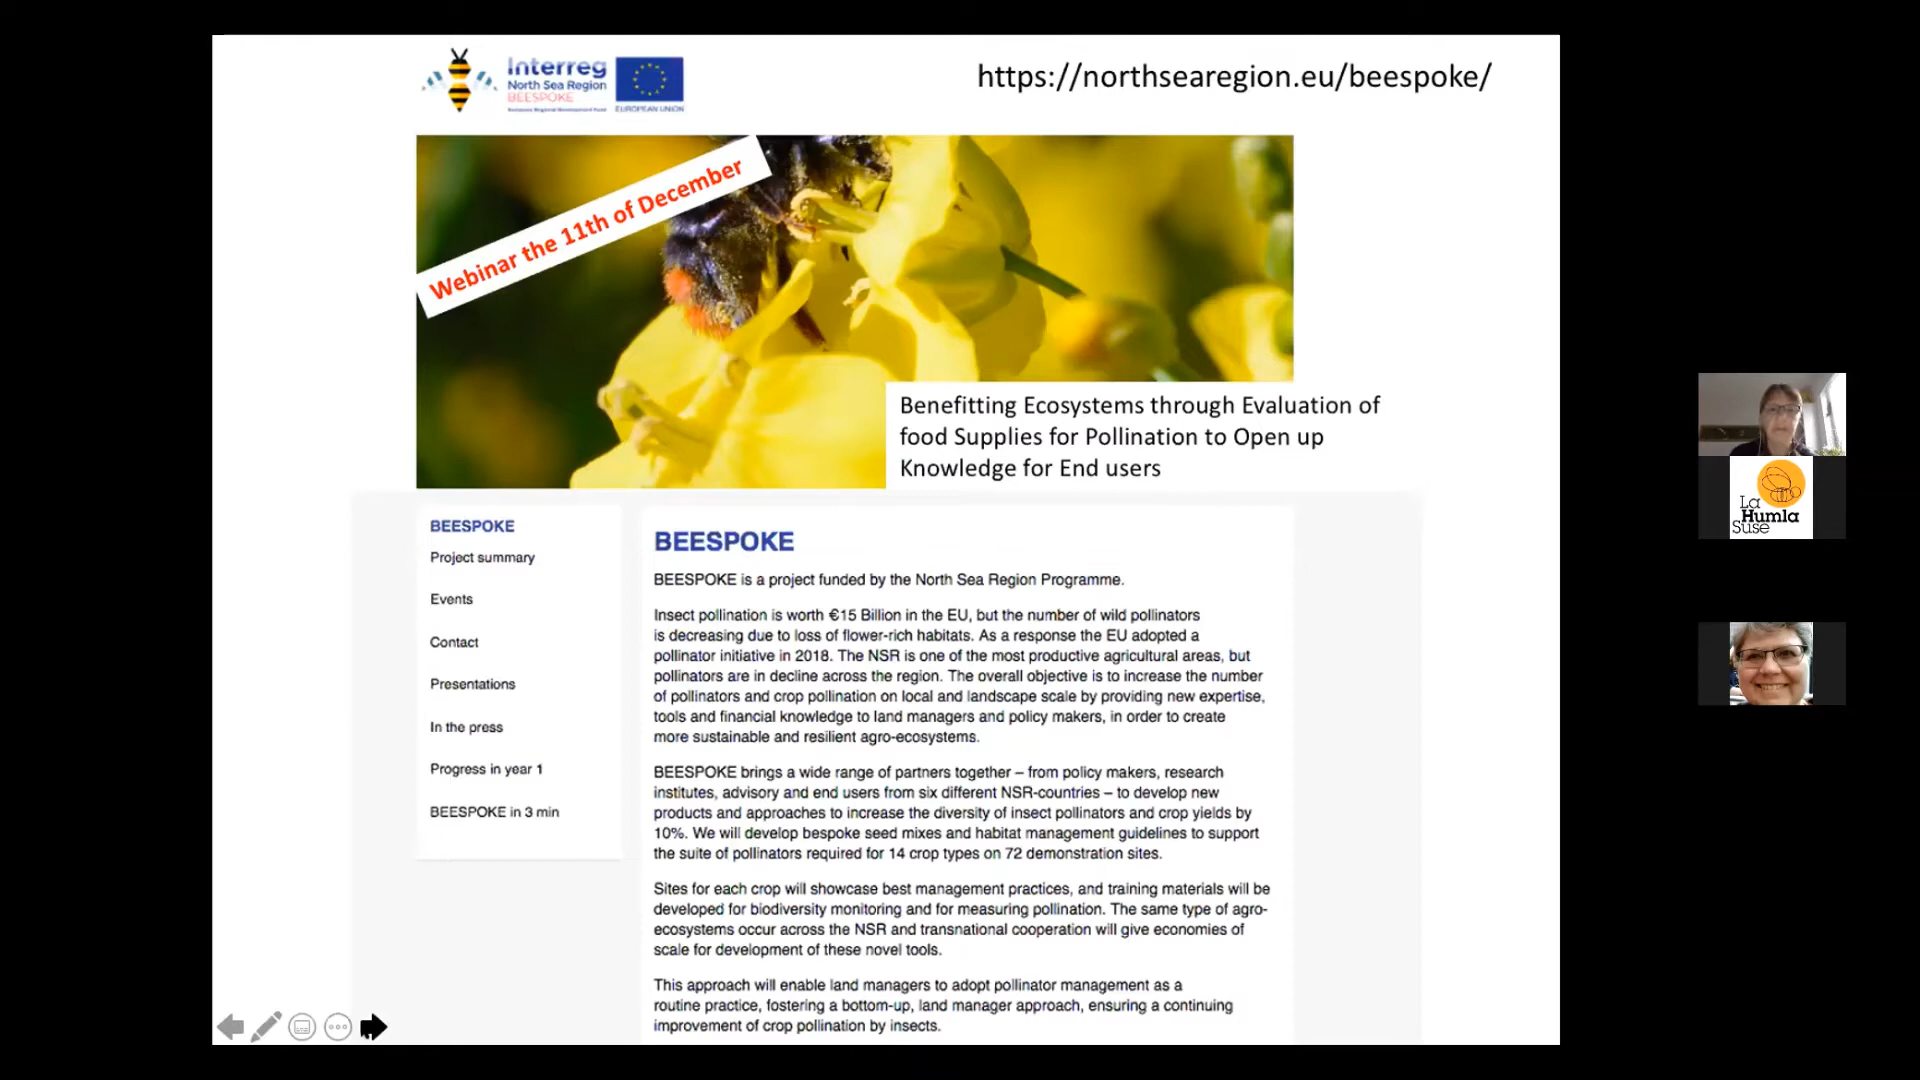 Interreg
North Sea Region
BEESPOKE
European Regional Development Fund
EUROPEAN UNION
https://northsearegion.eu/beespoke/
Webinar the 11th of December
Benefitting Ecosystems through Evaluation of
food Supplies for Pollination to Open up
Knowledge for End users
BEESPOKE
Project summary
Events
Contact
Presentations
In the press
Progress in year 1
BEESPOKE in 3 min
BEESPOKE
BEESPOKE is a project funded by the North Sea Region Programme.
Insect pollination is worth €15 Billion in the EU, but the number of wild pollinators
is decreasing due to loss of flower-rich habitats. As a response the EU adopted a
pollinator initiative in 2018. The NSR is one of the most productive agricultural areas, but
pollinators are in decline across the region. The overall objective is to increase the number
of pollinators and crop pollination on local and landscape scale by providing new expertise,
tools and financial knowledge to land managers and policy makers, in order to create
more sustainable and resilient agro-ecosystems.
BEESPOKE brings a wide range of partners together – from policy makers, research
institutes, advisory and end users from six different NSR-countries – to develop new
products and approaches to increase the diversity of insect pollinators and crop yields by
10%. We will develop bespoke seed mixes and habitat management guidelines to support
the suite of pollinators required for 14 crop types on 72 demonstration sites.
Sites for each crop will showcase best management practices, and training materials will be
developed for biodiversity monitoring and for measuring pollination. The same type of agro-
ecosystems occur across the NSR and transnational cooperation will give economies of
scale for development of these novel tools.
This approach will enable land managers to adopt pollinator management as a
routine practice, fostering a bottom-up, land manager approach, ensuring a continuing
improvement of crop pollination by insects.
La
Humla
Suse